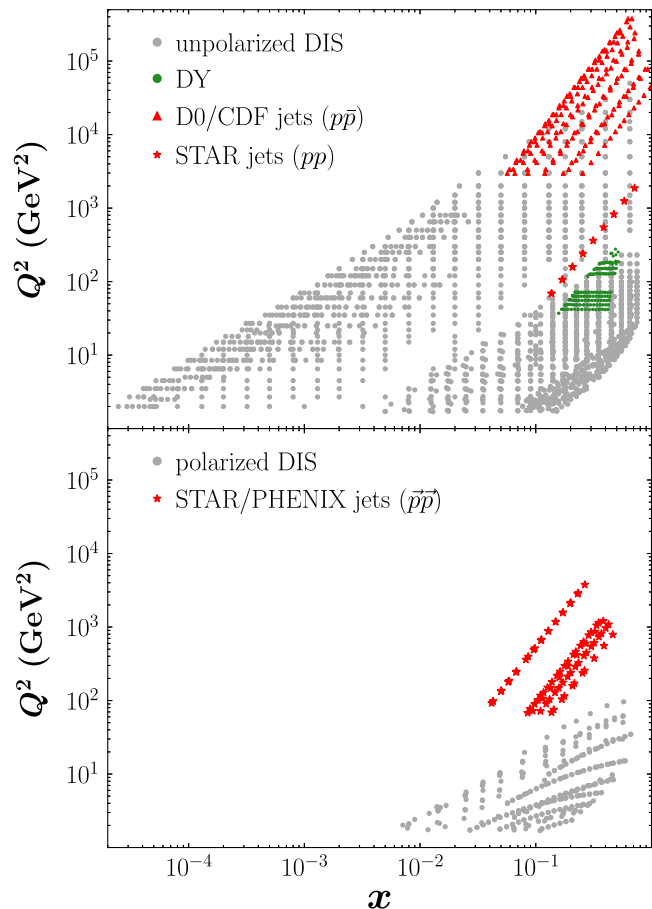 unpolarized DIS
DY
D0/CDF jets (pp̄)
STAR jets (pp)
10⁵
10⁴
10³
10²
10¹
Q² (GeV²)
polarized DIS
STAR/PHENIX jets (p⃗p⃗)
10⁵
10⁴
10³
10²
10¹
Q² (GeV²)
10⁻⁴
10⁻³
10⁻²
10⁻¹
x